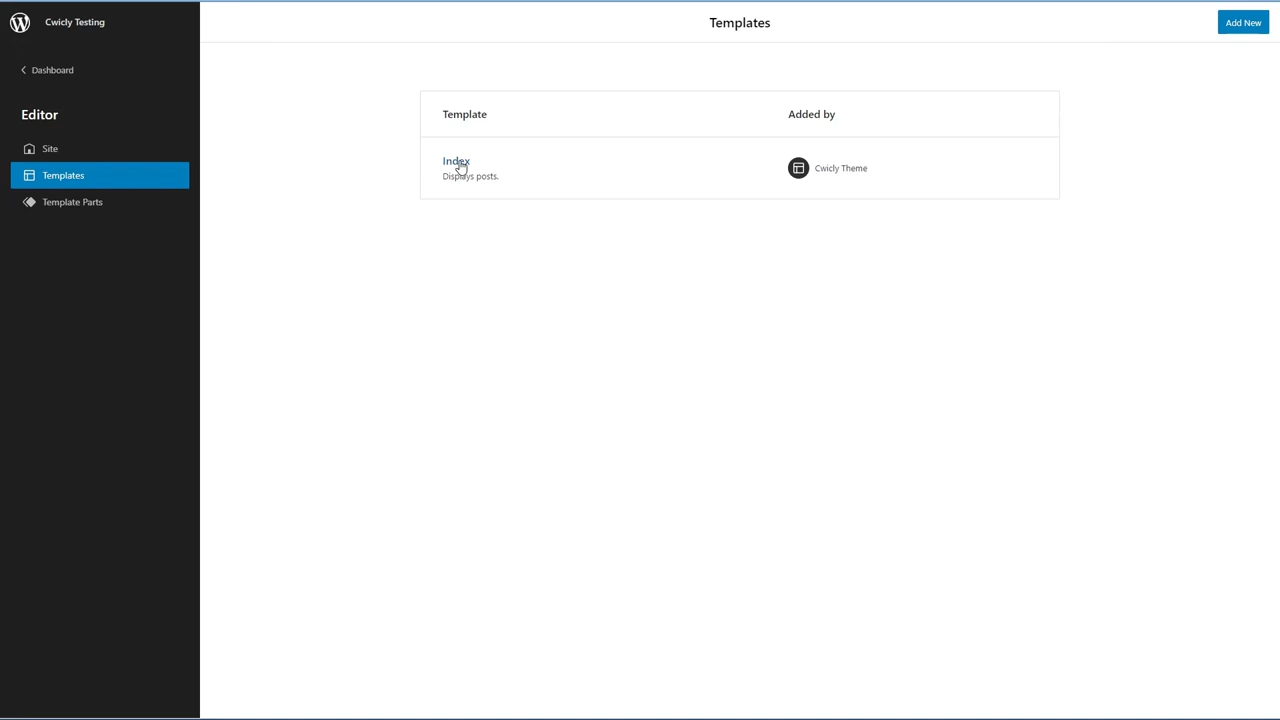 Cwicly Testing
Templates
Add New
Dashboard
Editor
Site
Templates
Template Parts
Template
Added by
Index
Displays posts.
Cwicly Theme